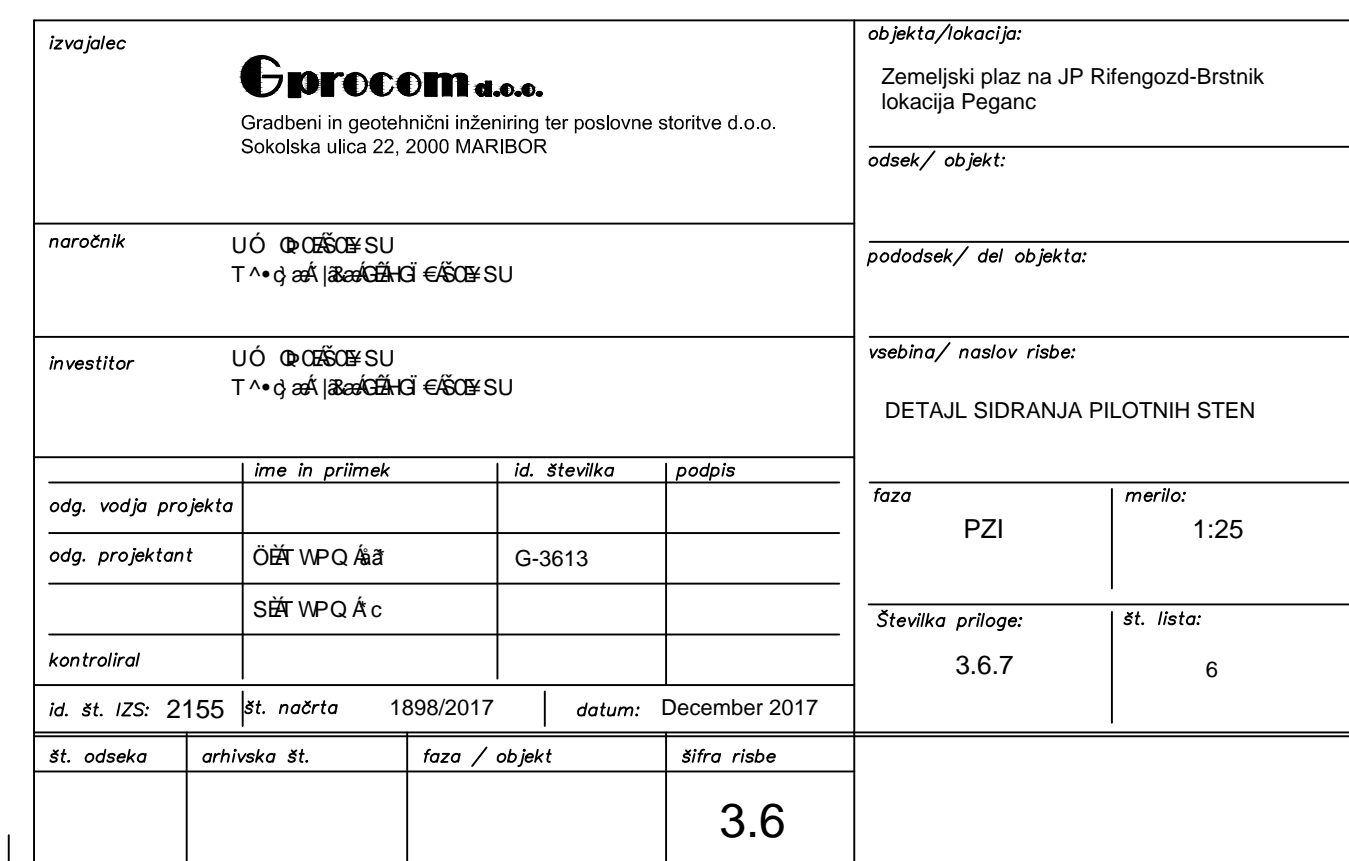 izvajalec
Gprocom d.o.o.
Gradbeni in geotehnični inženiring ter poslovne storitve d.o.o.
Sokolska ulica 22, 2000 MARIBOR
objekta/lokacija:
Zemeljski plaz na JP Rifengozd-Brstnik
lokacija Peganc
odsek/ objekt:
naročnik
pododsek/ del objekta:
investitor
vsebina/ naslov risbe:
DETAJL SIDRANJA PILOTNIH STEN
ime in priimek id. številka podpis
odg. vodja projekta
odg. projektant G-3613
kontroliral
faza merilo:
PZI 1:25
Številka priloge: št. lista:
3.6.7 6
id. št. IZS: 2155 št. načrta 1898/2017 datum: December 2017
št. odseka arhivska št. faza / objekt šifra risbe
3.6